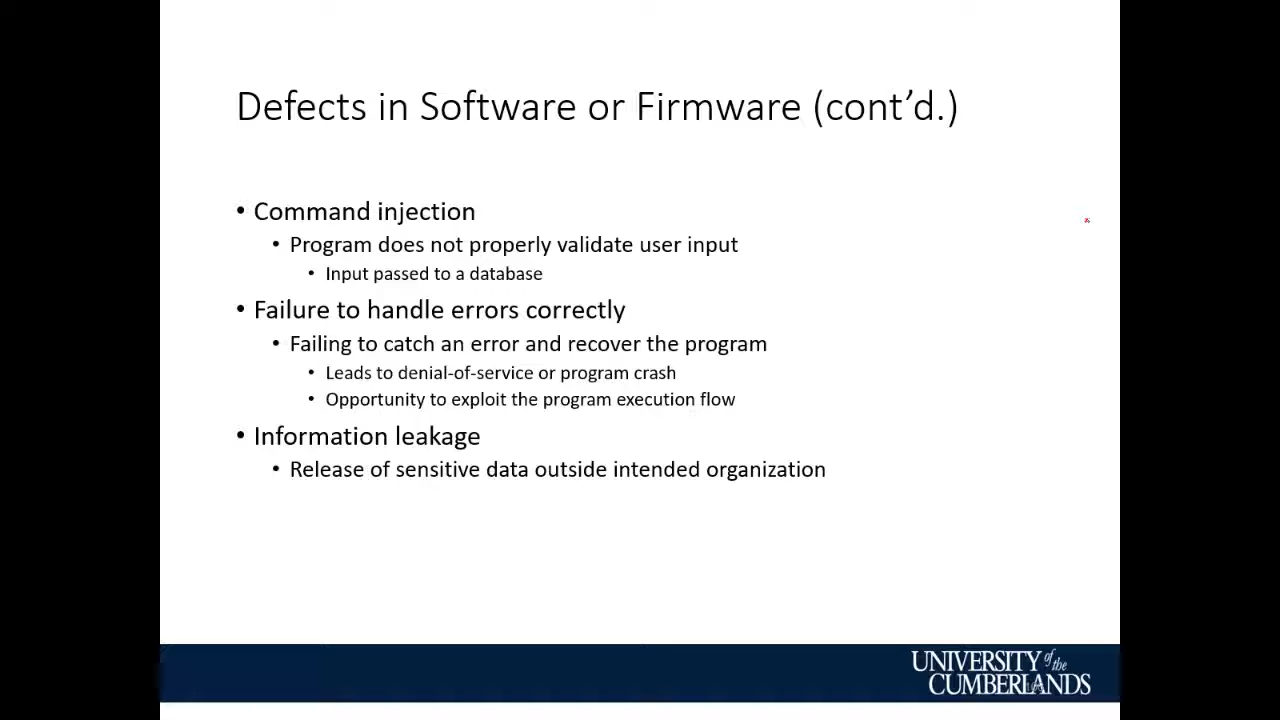 Defects in Software or Firmware (cont’d.)
• Command injection
• Program does not properly validate user input
• Input passed to a database
• Failure to handle errors correctly
• Failing to catch an error and recover the program
• Leads to denial-of-service or program crash
• Opportunity to exploit the program execution flow
• Information leakage
• Release of sensitive data outside intended organization
UNIVERSITY of the
CUMBERLANDS